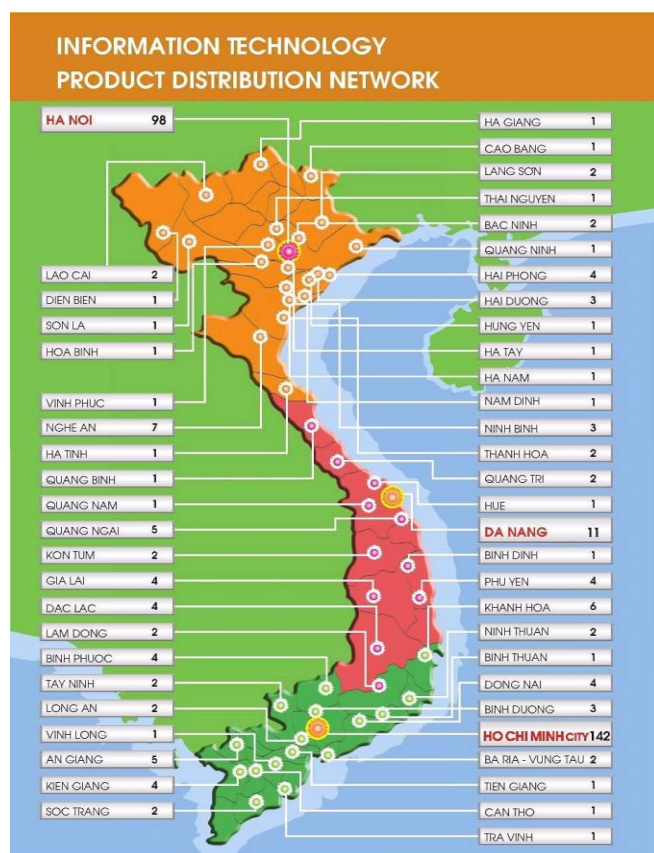 INFORMATION TECHNOLOGY
PRODUCT DISTRIBUTION NETWORK
HA NOI 98
LAO CAI 2
DIEN BIEN 1
SON LA 1
HOA BINH 1
VINH PHUC 1
NGHE AN 7
HA TINH 1
QUANG BINH 1
QUANG NAM 1
QUANG NGAI 5
KON TUM 2
GIA LAI 4
DAC LAC 4
LAM DONG 2
BINH PHUOC 4
TAY NINH 2
LONG AN 2
VINH LONG 1
AN GIANG 5
KIEN GIANG 4
SOC TRANG 2
HA GIANG 1
CAO BANG 1
LANG SƠN 2
THAI NGUYEN 1
BAC NINH 2
QUANG NINH 1
HAI PHONG 4
HAI DUONG 3
HUNG YEN 1
HA TAY 1
HA NAM 1
NAM DINH 1
NINH BINH 3
THANH HOA 2
QUANG TRI 2
HUE 1
DA NANG 11
BINH DINH 1
PHU YEN 4
KHANH HOA 6
NINH THUAN 2
BINH THUAN 1
DONG NAI 4
BINH DUONG 3
HO CHI MINH CITY 142
BA RIA - VUNG TAU 2
TIEN GIANG 1
CAN THO 1
TRA VINH 1